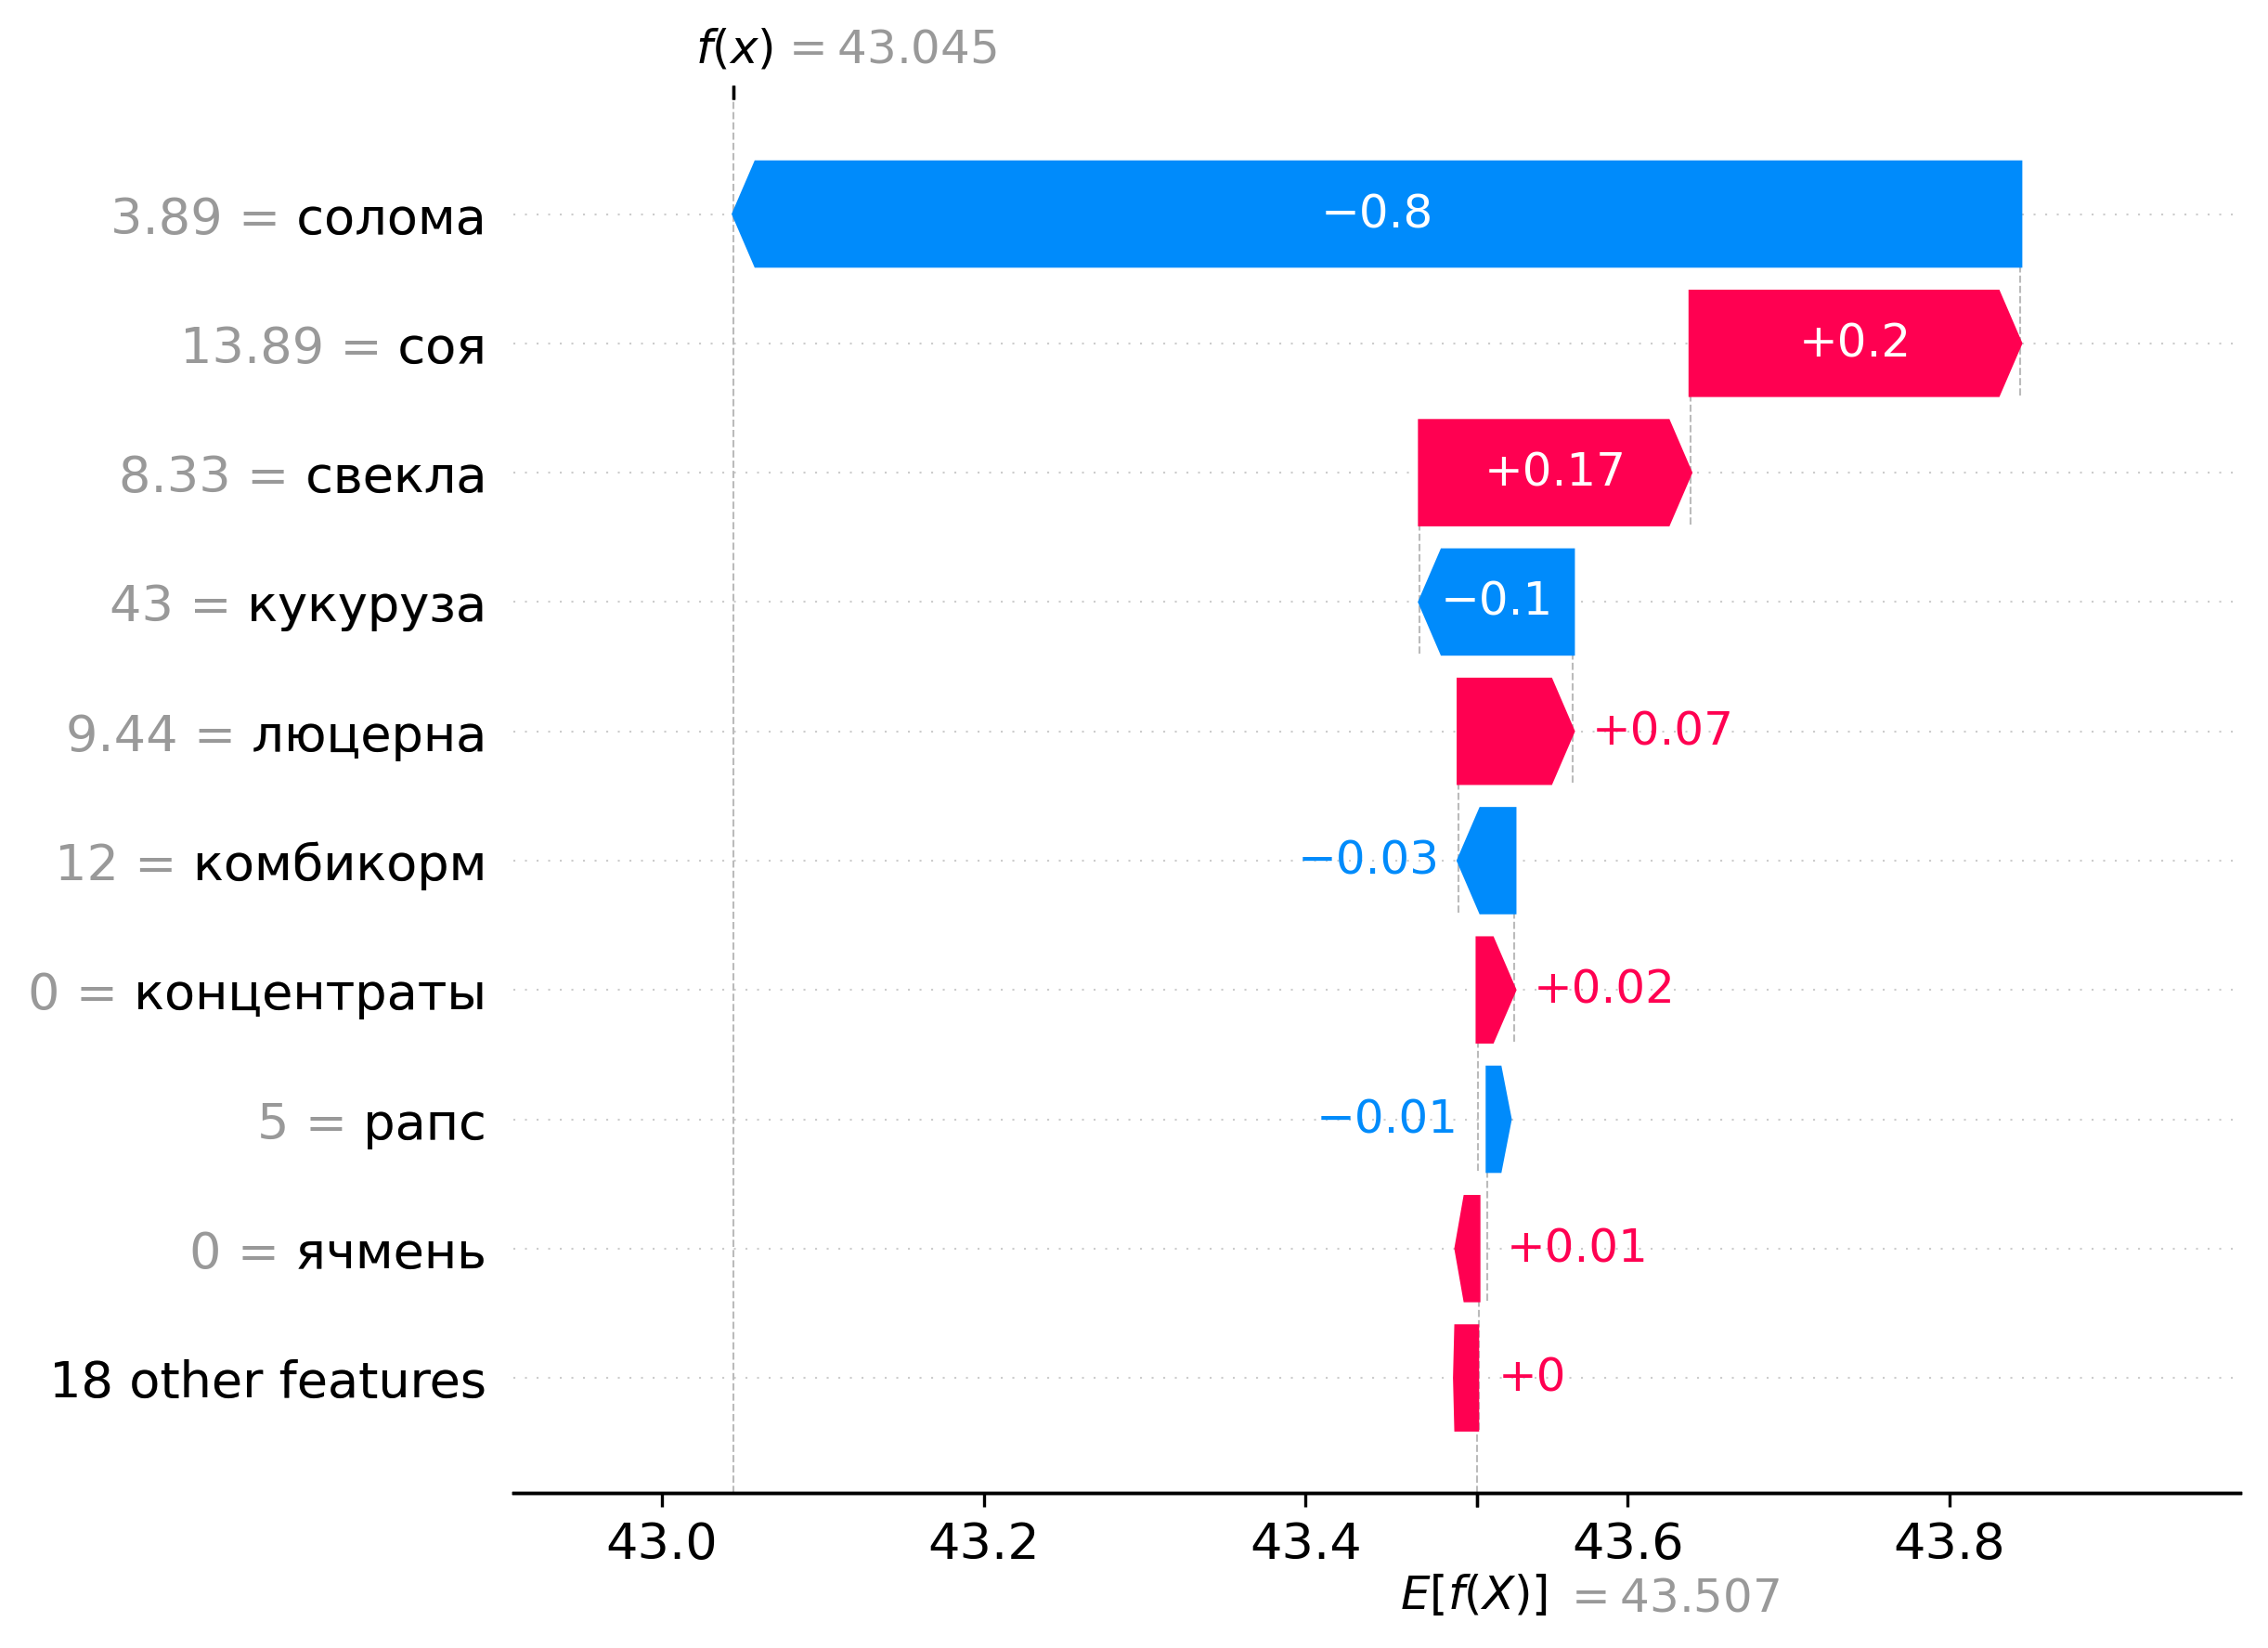 f(x) = 43.045
3.89 = солома −0.8
13.89 = соя +0.2
8.33 = свекла +0.17
43 = кукуруза −0.1
9.44 = люцерна +0.07
12 = комбикорм −0.03
0 = концентраты +0.02
5 = рапс −0.01
0 = ячмень +0.01
18 other features +0
43.0 43.2 43.4 43.6 43.8
E[f(X)] = 43.507